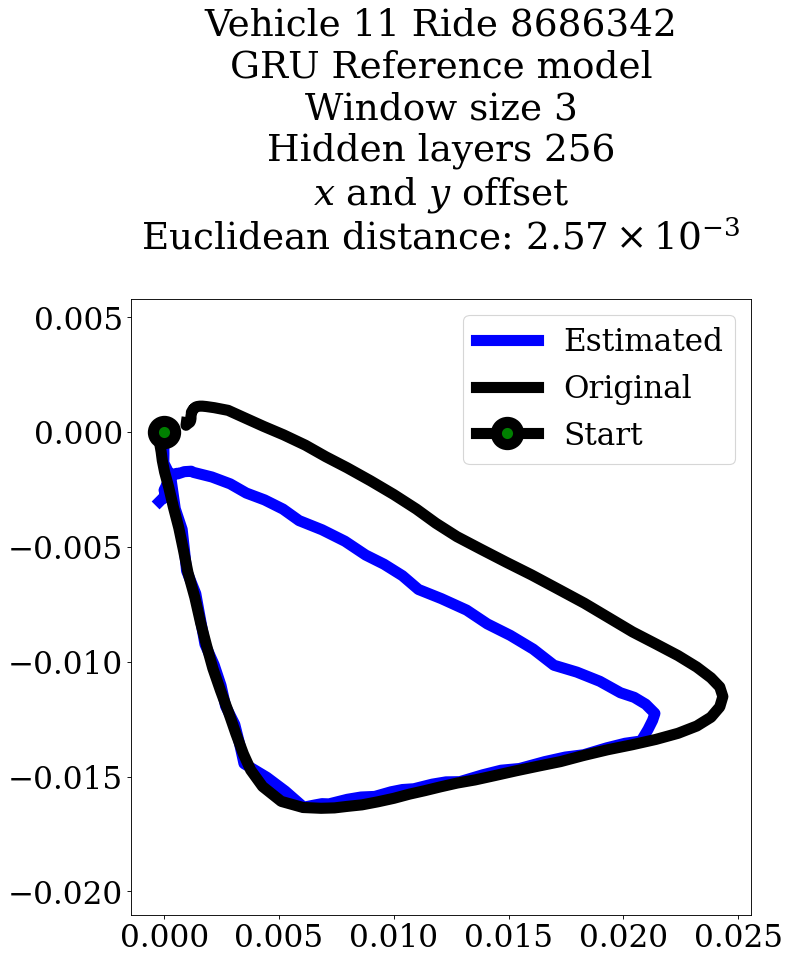 Vehicle 11 Ride 8686342
GRU Reference model
Window size 3
Hidden layers 256
x and y offset
Euclidean distance: 2.57 × 10⁻³
Estimated
Original
Start
0.005
0.000
−0.005
−0.010
−0.015
−0.020
0.000 0.005 0.010 0.015 0.020 0.025